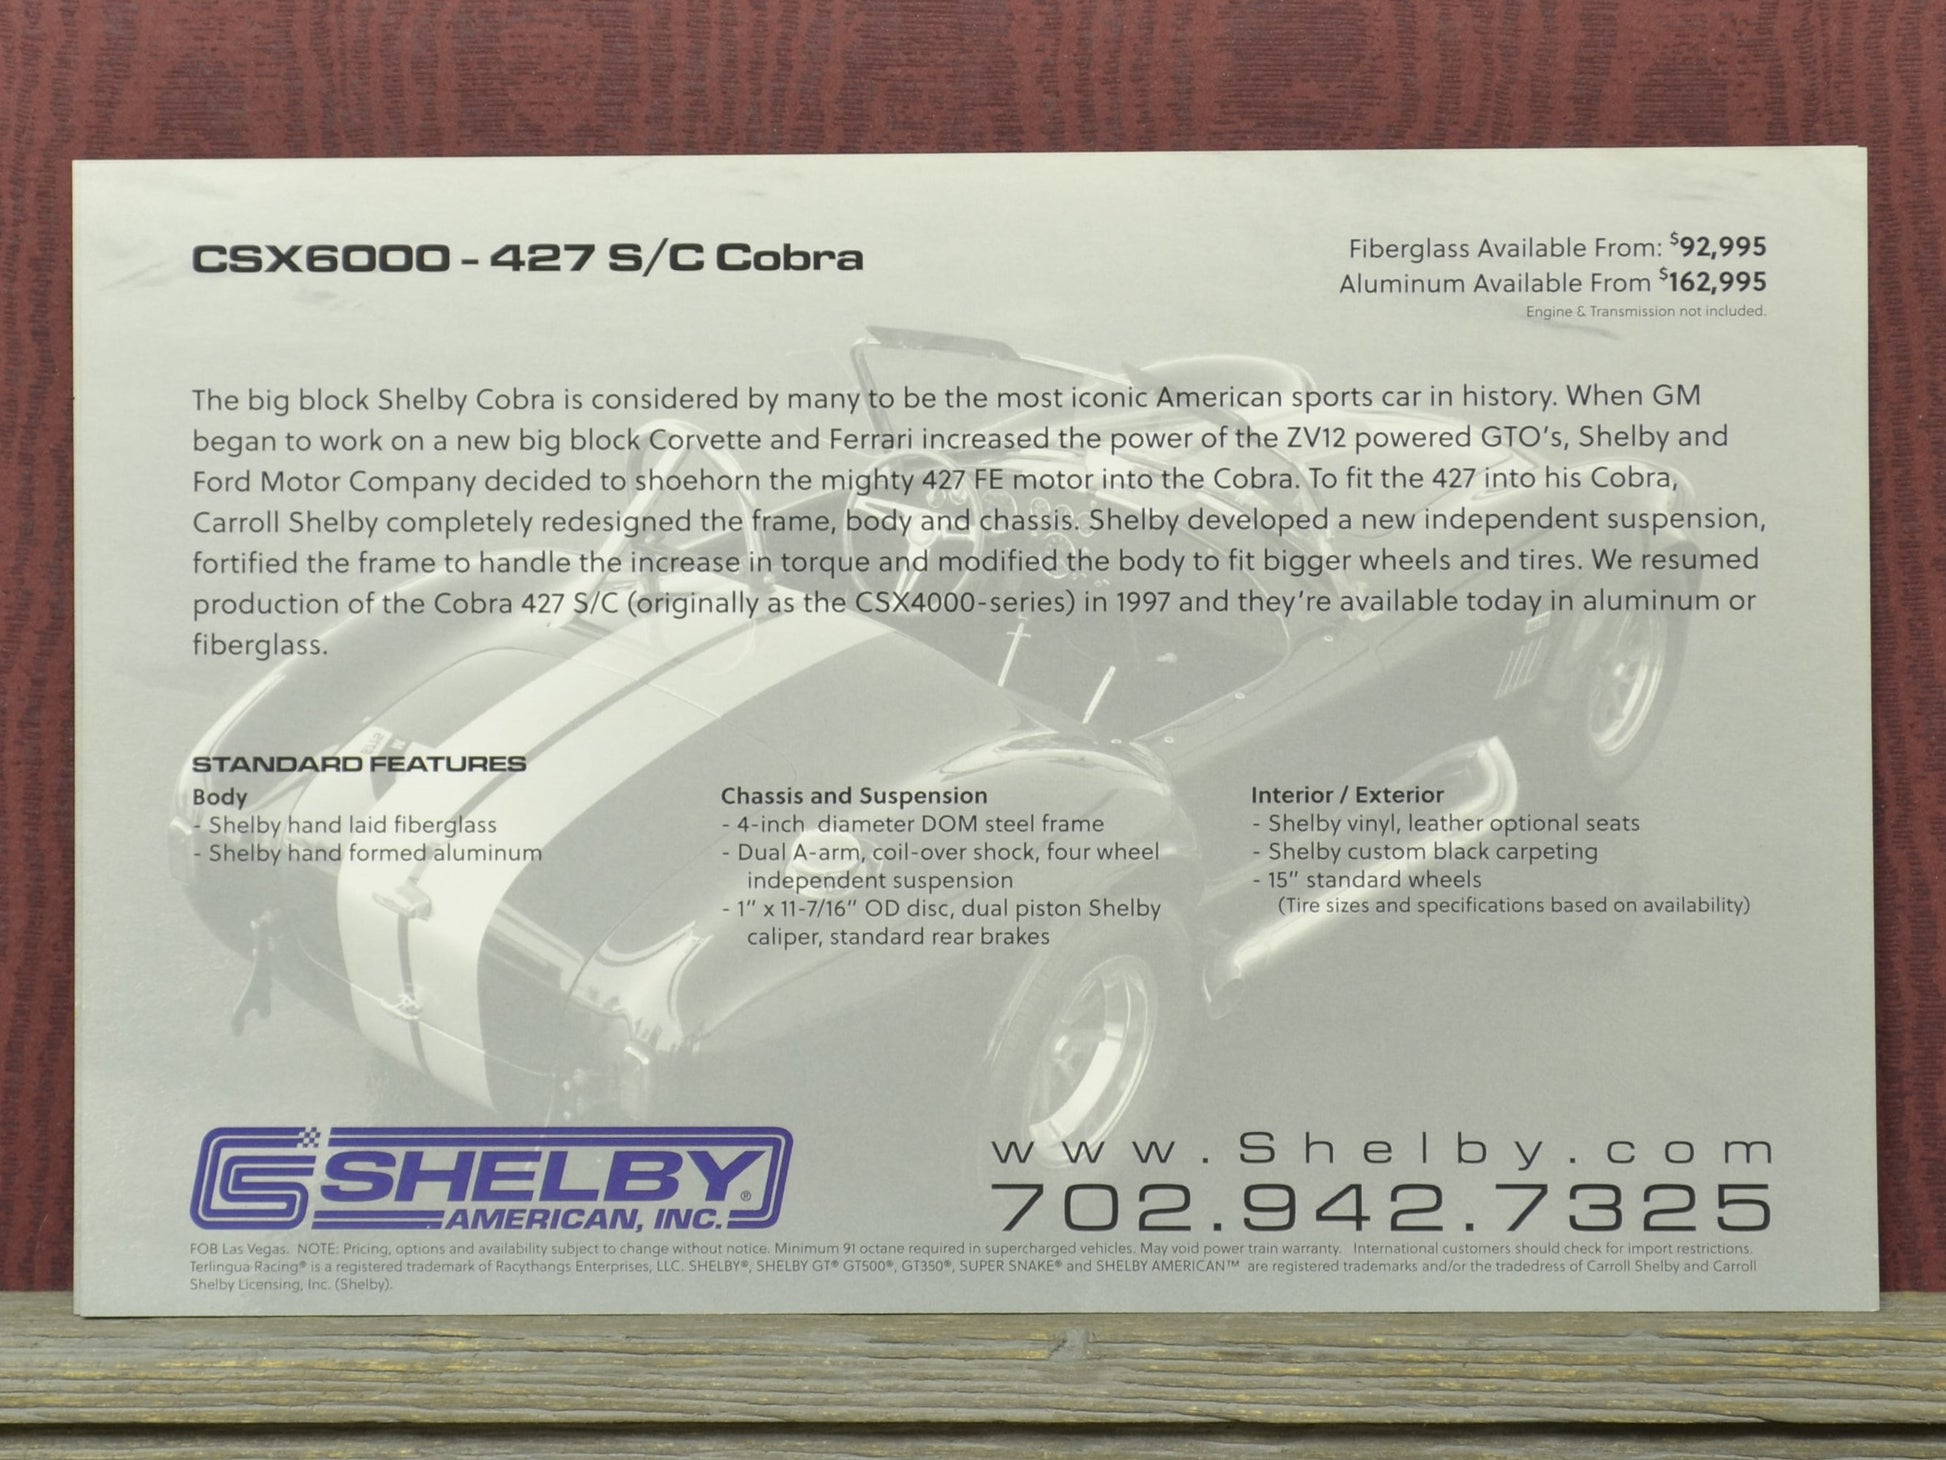 CSX6000 - 427 S/C Cobra
Fiberglass Available From: $92,995
Aluminum Available From $162,995
Engine & Transmission not included.
The big block Shelby Cobra is considered by many to be the most iconic American sports car in history. When GM
began to work on a new big block Corvette and Ferrari increased the power of the ZV12 powered GTO's, Shelby and
Ford Motor Company decided to shoehorn the mighty 427 FE motor into the Cobra. To fit the 427 into his Cobra,
Carroll Shelby completely redesigned the frame, body and chassis. Shelby developed a new independent suspension,
fortified the frame to handle the increase in torque and modified the body to fit bigger wheels and tires. We resumed
production of the Cobra 427 S/C (originally as the CSX4000-series) in 1997 and they're available today in aluminum or
fiberglass.
STANDARD FEATURES
Body
- Shelby hand laid fiberglass
- Shelby hand formed aluminum
Chassis and Suspension
- 4-inch diameter DOM steel frame
- Dual A-arm, coil-over shock, four wheel
independent suspension
- 1" x 11-7/16" OD disc, dual piston Shelby
caliper, standard rear brakes
Interior / Exterior
- Shelby vinyl, leather optional seats
- Shelby custom black carpeting
- 15" standard wheels
(Tire sizes and specifications based on availability)
CS SHELBY®
AMERICAN, INC.
www.Shelby.com
702.942.7325
FOB Las Vegas. NOTE: Pricing, options and availability subject to change without notice. Minimum 91 octane required in supercharged vehicles. May void power train warranty. International customers should check for import restrictions.
Terlingua Racing® is a registered trademark of Racythangs Enterprises, LLC. SHELBY®, SHELBY GT® GT500®, GT350®, SUPER SNAKE® and SHELBY AMERICAN™ are registered trademarks and/or the tradedress of Carroll Shelby and Carroll
Shelby Licensing, Inc. (Shelby).